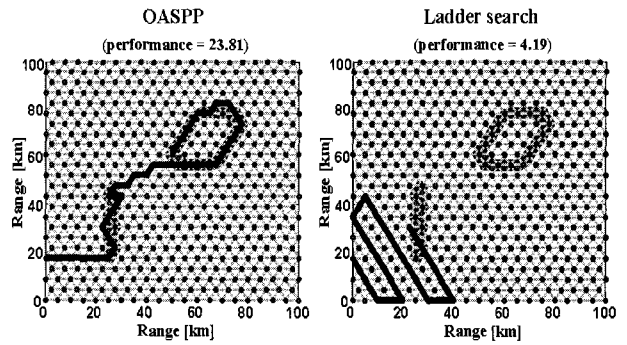 OASPP
(performance = 23.81)
100
80
60
40
20
0
Range [km]
0 20 40 60 80 100
Range [km]
Ladder search
(performance = 4.19)
100
80
60
40
20
0
Range [km]
0 20 40 60 80 100
Range [km]